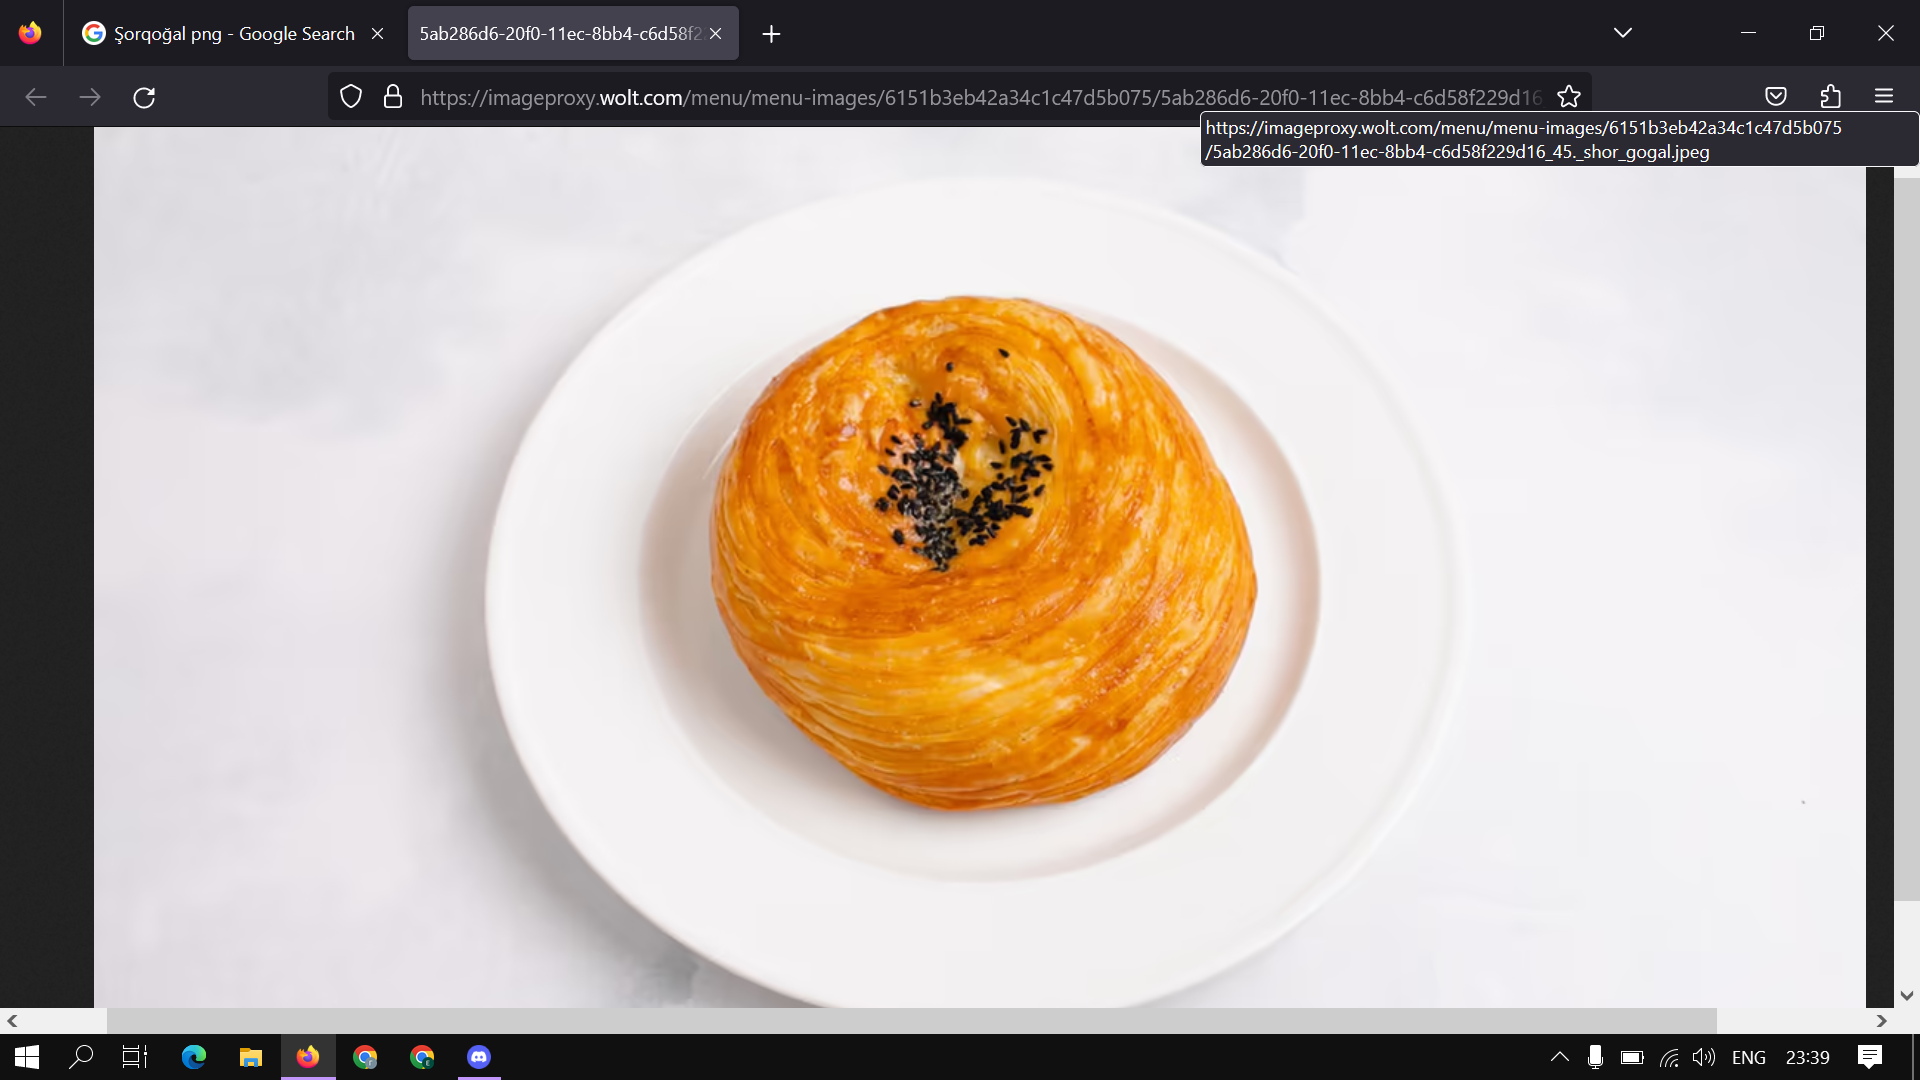 Şorqoğal png - Google Search
5ab286d6-20f0-11ec-8bb4-c6d58f2
https://imageproxy.wolt.com/menu/menu-images/6151b3eb42a34c1c47d5b075/5ab286d6-20f0-11ec-8bb4-c6d58f229d16
https://imageproxy.wolt.com/menu/menu-images/6151b3eb42a34c1c47d5b075
/5ab286d6-20f0-11ec-8bb4-c6d58f229d16_45._shor_gogal.jpeg
ENG
23:39